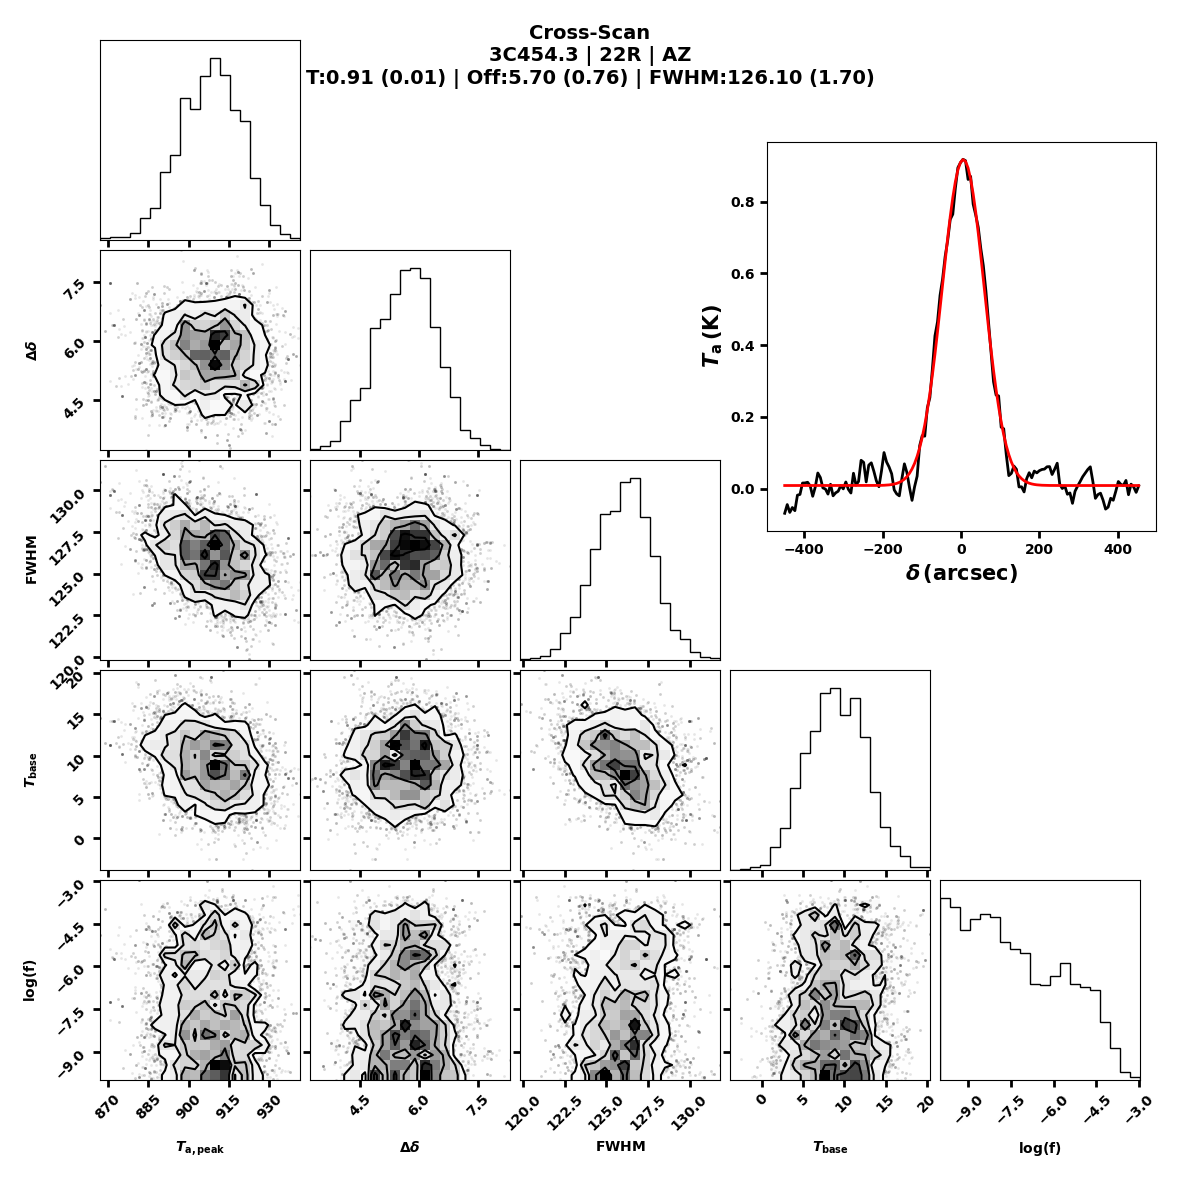 Cross-Scan
3C454.3 | 22R | AZ
T:0.91 (0.01) | Off:5.70 (0.76) | FWHM:126.10 (1.70)
T_a (K)
0.8
0.6
0.4
0.2
0.0
−400 −200 0 200 400
δ (arcsec)
Δδ
7.5
6.0
4.5
FWHM
130.0
127.5
125.0
122.5
120.0
T_base
20
15
10
5
0
log(f)
−3.0
−4.5
−6.0
−7.5
−9.0
870 885 900 915 930 4.5 6.0 7.5 120.0 122.5 125.0 127.5 130.0 0 5 10 15 20 −9.0 −7.5 −6.0 −4.5 −3.0
T_a,peak Δδ FWHM T_base log(f)